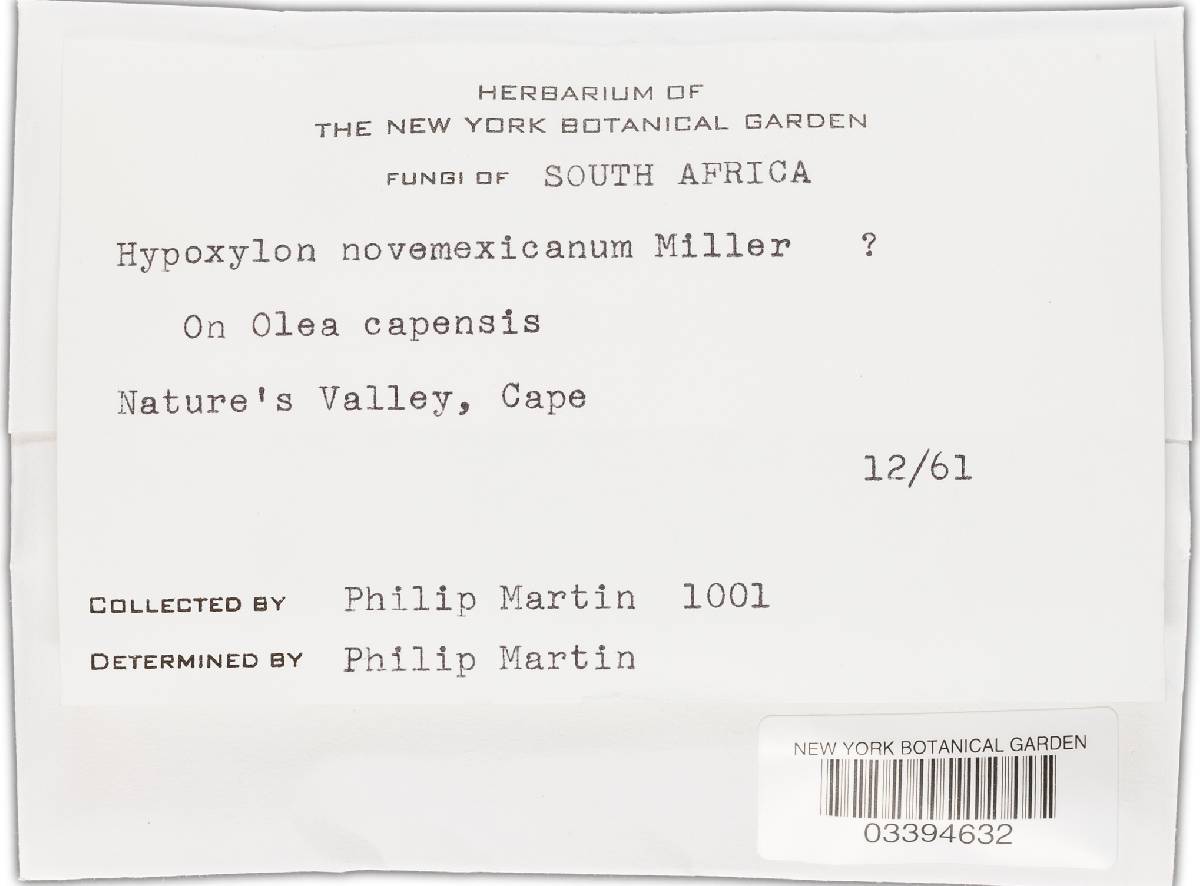 HERBARIUM OF
THE NEW YORK BOTANICAL GARDEN
FUNGI OF SOUTH AFRICA
Hypoxylon novemexicanum Miller ?
On Olea capensis
Nature's Valley, Cape
12/61
COLLECTED BY Philip Martin 1001
DETERMINED BY Philip Martin
NEW YORK BOTANICAL GARDEN
03394632